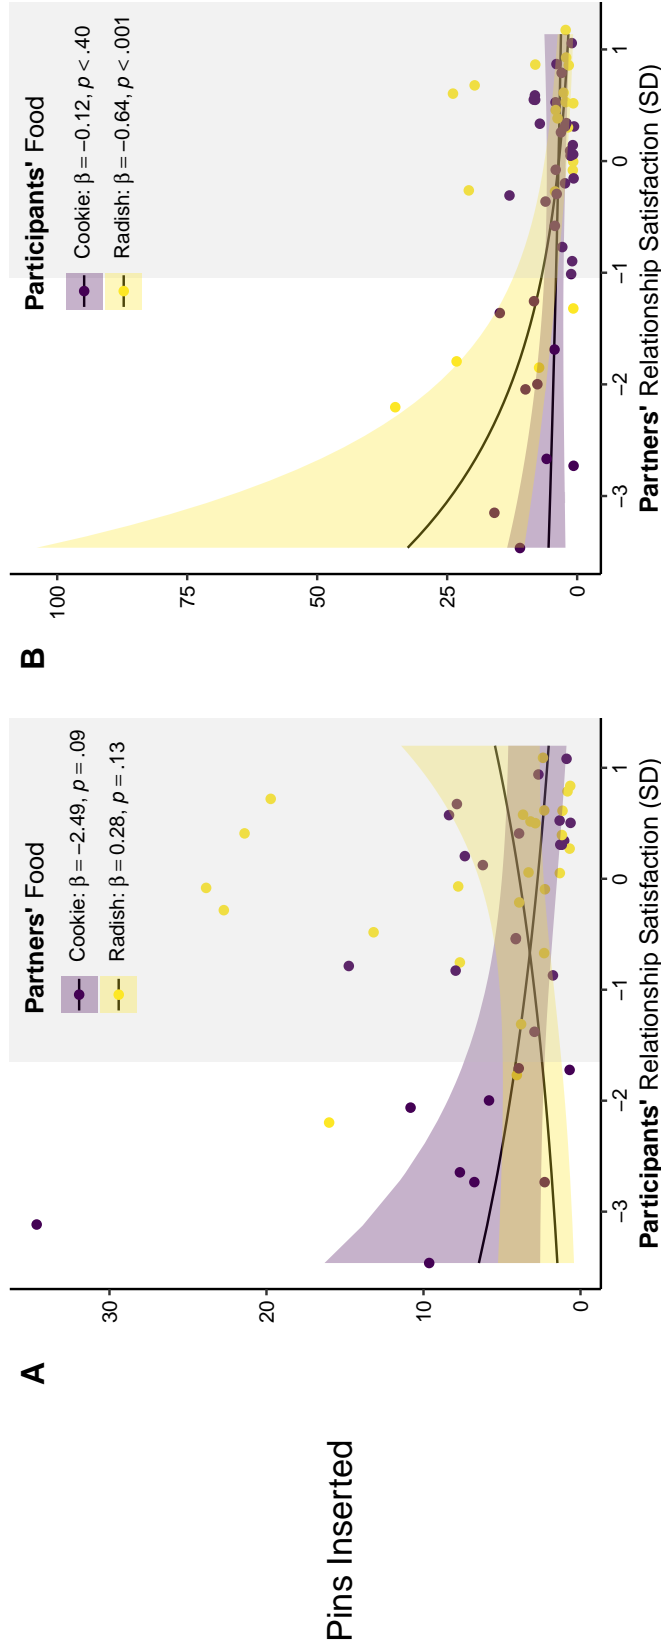 Pins Inserted
A
Partners' Food
Cookie: β = −2.49, p = .09
Radish: β = 0.28, p = .13
30
20
10
0
−3
−2
−1
0
1
Participants' Relationship Satisfaction (SD)
B
Participants' Food
Cookie: β = −0.12, p < .40
Radish: β = −0.64, p < .001
100
75
50
25
0
−3
−2
−1
0
1
Partners' Relationship Satisfaction (SD)